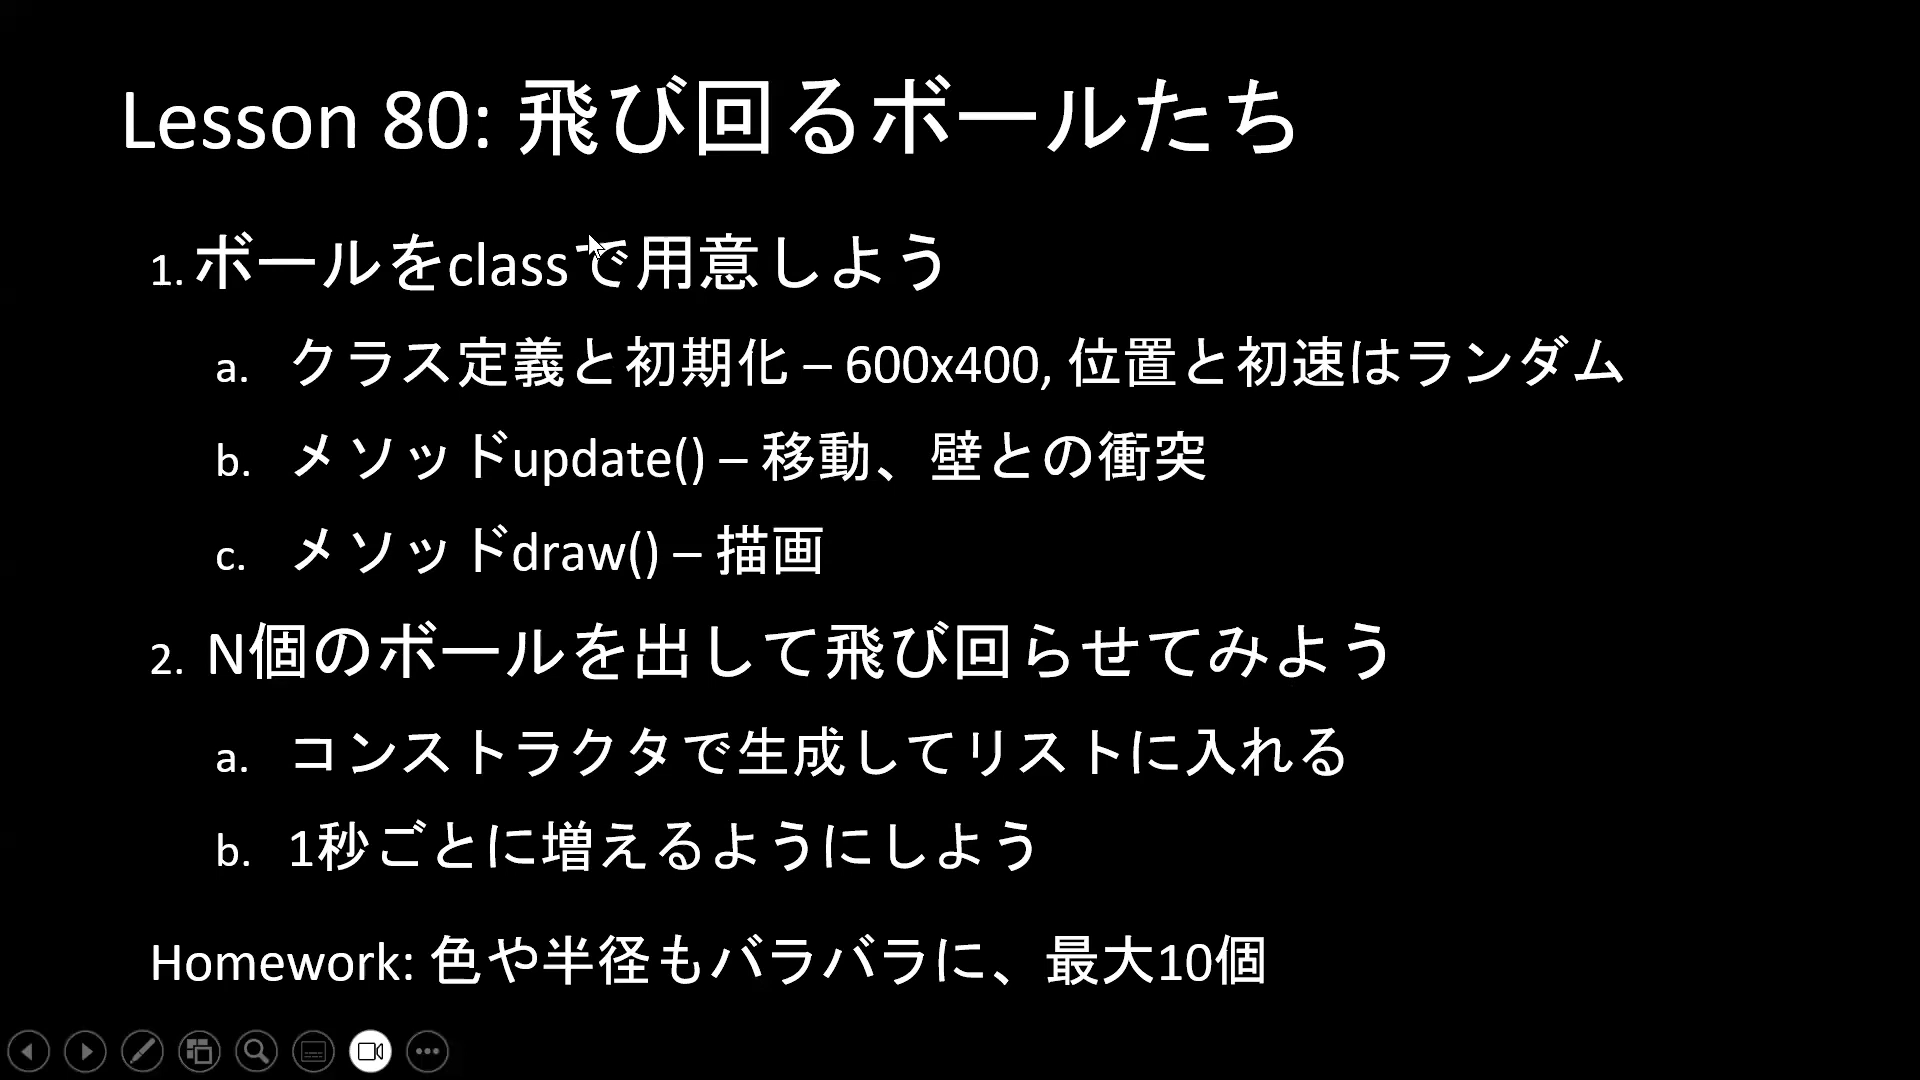 Lesson 80: 飛び回るボールたち
1. ボールをclassで用意しよう
a. クラス定義と初期化 – 600x400, 位置と初速はランダム
b. メソッドupdate() – 移動、壁との衝突
c. メソッドdraw() – 描画
2. N個のボールを出して飛び回らせてみよう
a. コンストラクタで生成してリストに入れる
b. 1秒ごとに増えるようにしよう
Homework: 色や半径もバラバラに、最大10個